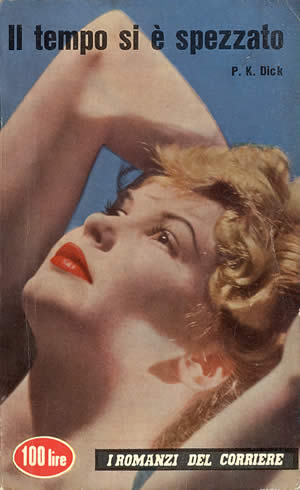 Il tempo si è spezzato
P. K. Dick
100 lire
I ROMANZI DEL CORRIERE